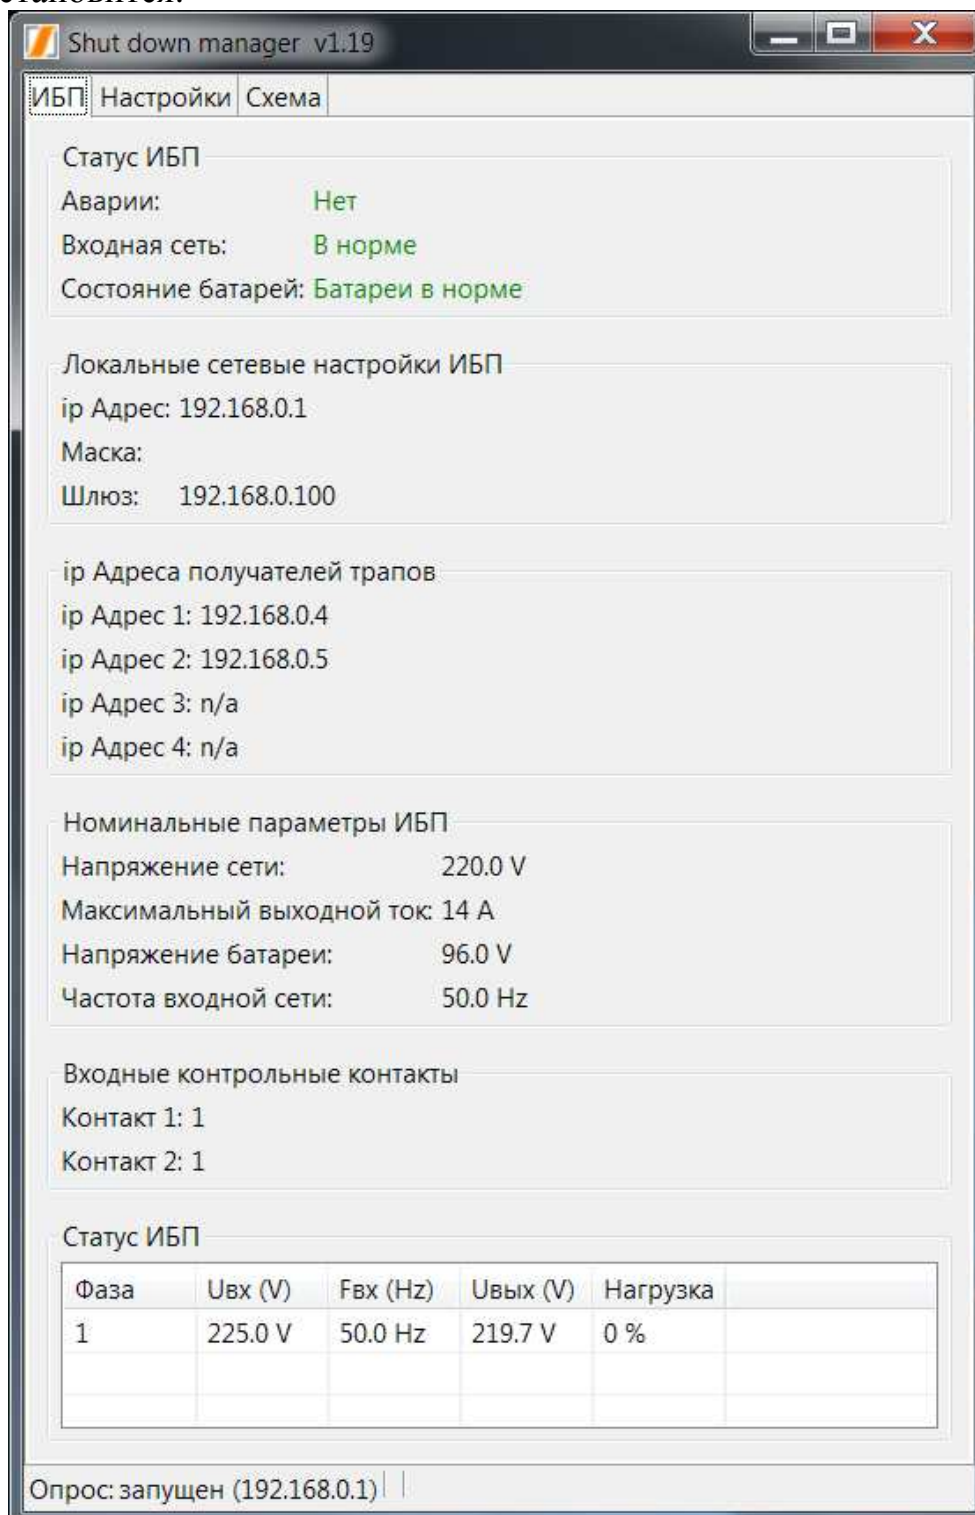 становится.
Shut down manager v1.19
ИБП Настройки Схема
Статус ИБП
Аварии: Нет
Входная сеть: В норме
Состояние батарей: Батареи в норме
Локальные сетевые настройки ИБП
ip Адрес: 192.168.0.1
Маска:
Шлюз: 192.168.0.100
ip Адреса получателей трапов
ip Адрес 1: 192.168.0.4
ip Адрес 2: 192.168.0.5
ip Адрес 3: n/a
ip Адрес 4: n/a
Номинальные параметры ИБП
Напряжение сети: 220.0 V
Максимальный выходной ток: 14 A
Напряжение батареи: 96.0 V
Частота входной сети: 50.0 Hz
Входные контрольные контакты
Контакт 1: 1
Контакт 2: 1
Статус ИБП
Фаза Uвх (V) Fвх (Hz) Uвых (V) Нагрузка
1 225.0 V 50.0 Hz 219.7 V 0 %
Опрос: запущен (192.168.0.1)